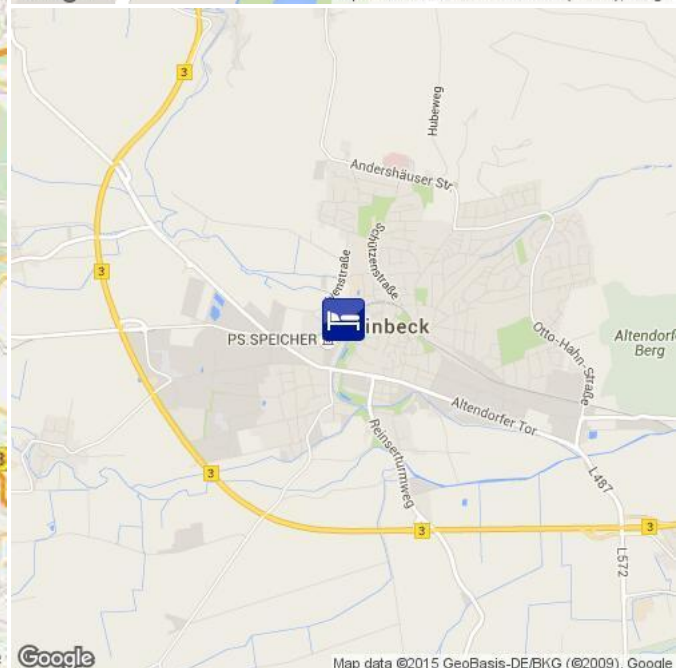 3
Hubeweg
Andershäuser Str.
Schützenstraße
venstraße
3
inbeck
PS.SPEICHER
Altendorfer
Berg
Otto-Hahn-Straße
Altendorfer Tor
Reinserturmweg
3
L487
3
3
L572
Google
Map data ©2015 GeoBasis-DE/BKG (©2009), Google